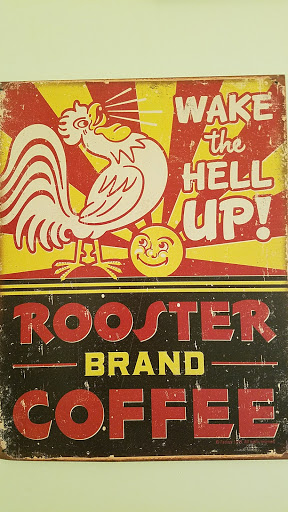 WAKE
the
HELL
UP!
ROOSTER
BRAND
COFFEE